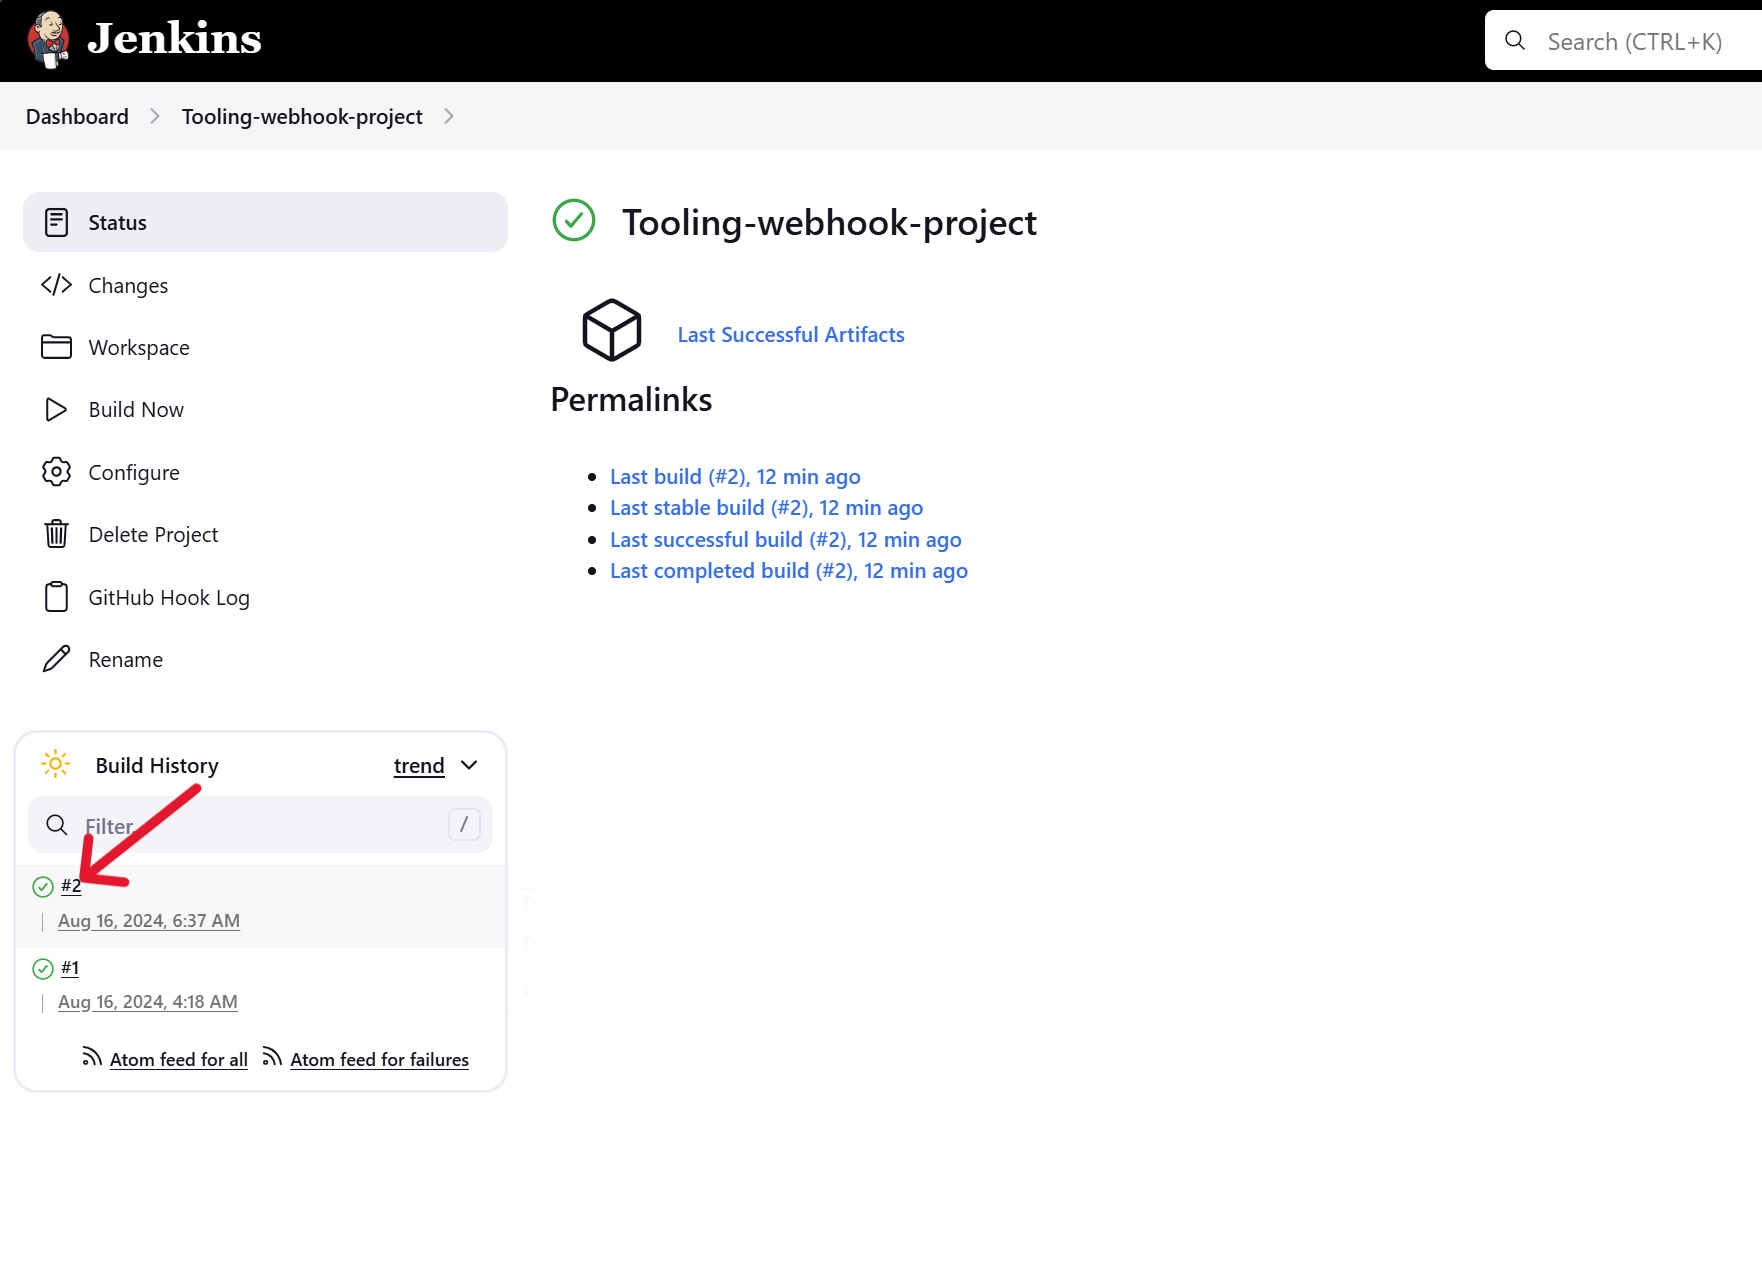 Jenkins
Search (CTRL+K)
Dashboard
Tooling-webhook-project
Status
Changes
Workspace
Build Now
Configure
Delete Project
GitHub Hook Log
Rename
Tooling-webhook-project
Last Successful Artifacts
Permalinks
Last build (#2), 12 min ago
Last stable build (#2), 12 min ago
Last successful build (#2), 12 min ago
Last completed build (#2), 12 min ago
Build History
trend
Filter...
/
#2
Aug 16, 2024, 6:37 AM
#1
Aug 16, 2024, 4:18 AM
Atom feed for all
Atom feed for failures